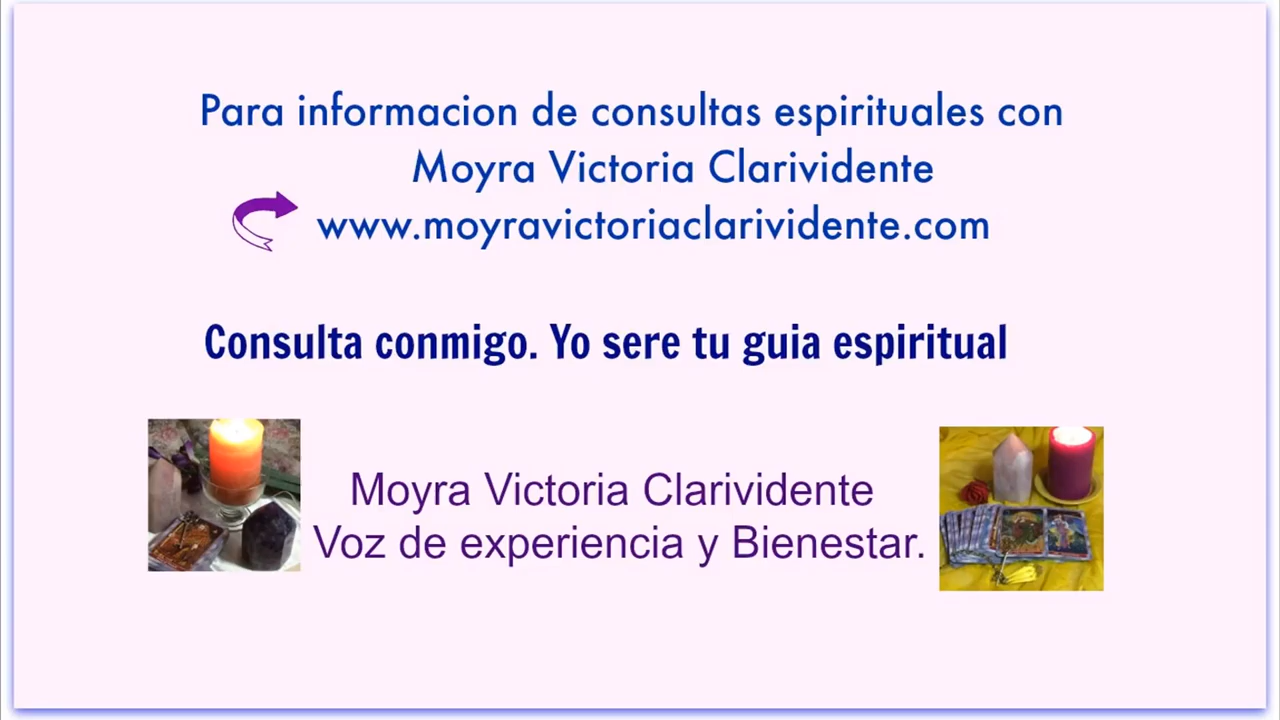 Para informacion de consultas espirituales con
Moyra Victoria Clarividente
www.moyravictoriaclarividente.com
Consulta conmigo. Yo sere tu guia espiritual
Moyra Victoria Clarividente
Voz de experiencia y Bienestar.